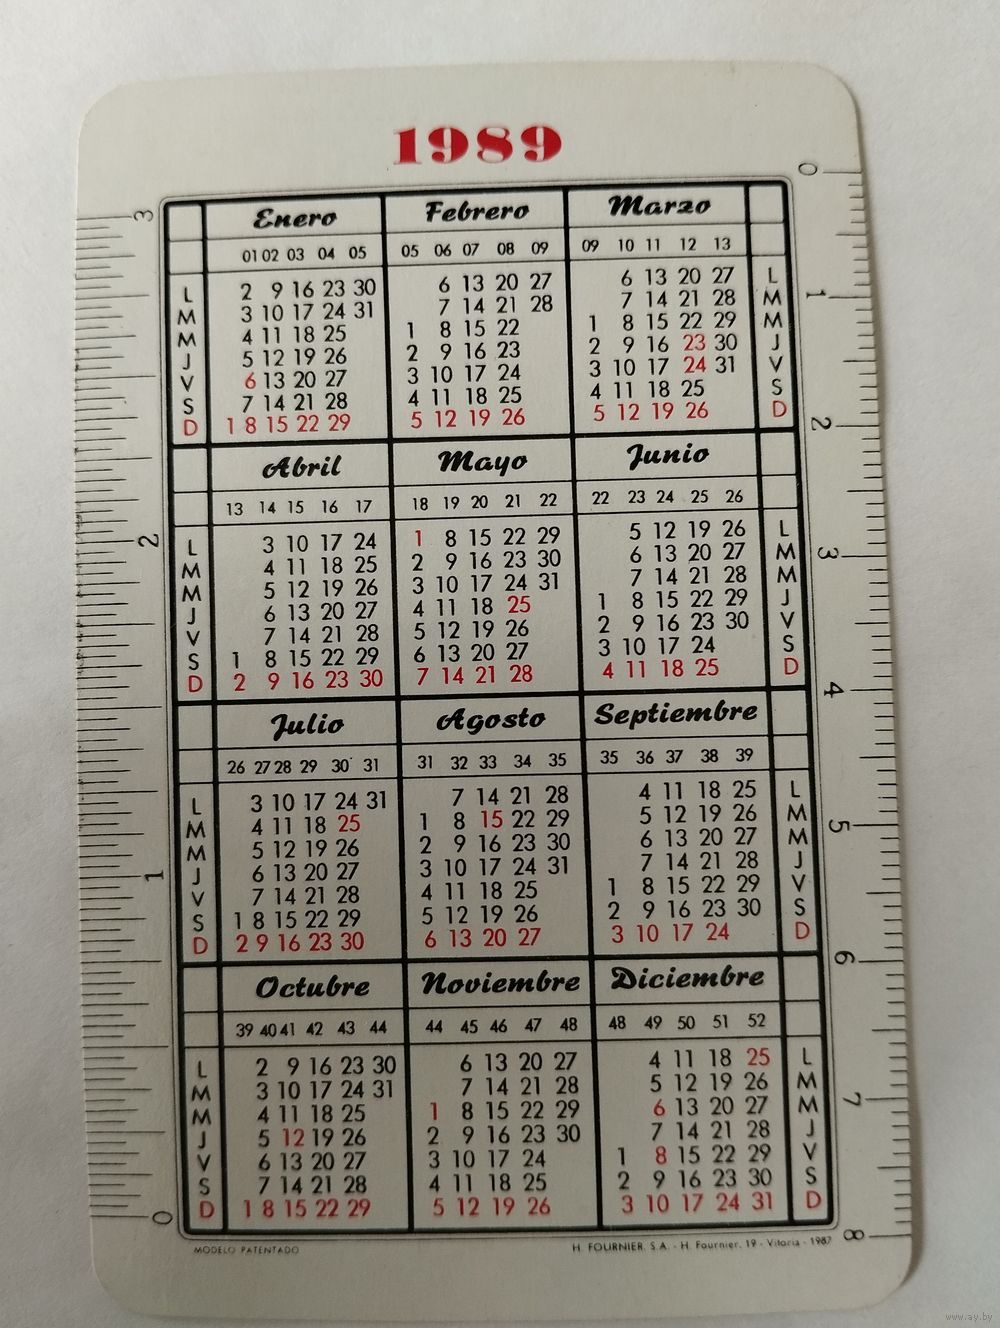 1989
Enero Febrero Marzo
01 02 03 04 05 05 06 07 08 09 09 10 11 12 13
L 2 9 16 23 30 6 13 20 27 6 13 20 27 L
M 3 10 17 24 31 7 14 21 28 7 14 21 28 M
M 4 11 18 25 1 8 15 22 1 8 15 22 29 M
J 5 12 19 26 2 9 16 23 2 9 16 23 30 J
V 6 13 20 27 3 10 17 24 3 10 17 24 31 V
S 7 14 21 28 4 11 18 25 4 11 18 25 S
D 1 8 15 22 29 5 12 19 26 5 12 19 26 D
Abril Mayo Junio
13 14 15 16 17 18 19 20 21 22 22 23 24 25 26
L 3 10 17 24 1 8 15 22 29 5 12 19 26 L
M 4 11 18 25 2 9 16 23 30 6 13 20 27 M
M 5 12 19 26 3 10 17 24 31 7 14 21 28 M
J 6 13 20 27 4 11 18 25 1 8 15 22 29 J
V 7 14 21 28 5 12 19 26 2 9 16 23 30 V
S 1 8 15 22 29 6 13 20 27 3 10 17 24 S
D 2 9 16 23 30 7 14 21 28 4 11 18 25 D
Julio Agosto Septiembre
26 27 28 29 30 31 31 32 33 34 35 35 36 37 38 39
L 3 10 17 24 31 7 14 21 28 4 11 18 25 L
M 4 11 18 25 1 8 15 22 29 5 12 19 26 M
M 5 12 19 26 2 9 16 23 30 6 13 20 27 M
J 6 13 20 27 3 10 17 24 31 7 14 21 28 J
V 7 14 21 28 4 11 18 25 1 8 15 22 29 V
S 1 8 15 22 29 5 12 19 26 2 9 16 23 30 S
D 2 9 16 23 30 6 13 20 27 3 10 17 24 D
Octubre Noviembre Diciembre
39 40 41 42 43 44 44 45 46 47 48 48 49 50 51 52
L 2 9 16 23 30 6 13 20 27 4 11 18 25 L
M 3 10 17 24 31 7 14 21 28 5 12 19 26 M
M 4 11 18 25 1 8 15 22 29 6 13 20 27 M
J 5 12 19 26 2 9 16 23 30 7 14 21 28 J
V 6 13 20 27 3 10 17 24 1 8 15 22 29 V
S 7 14 21 28 4 11 18 25 2 9 16 23 30 S
D 1 8 15 22 29 5 12 19 26 3 10 17 24 31 D
MODELO PATENTADO H. FOURNIER. S.A. - H. Fournier, 19 - Vitoria - 1987
3
2
1
0
0
1
2
3
4
5
6
7
8
www.ay.by